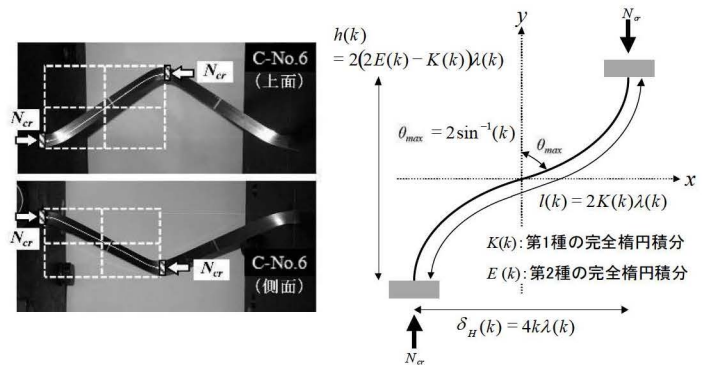 C-No.6
(上面)
N_cr
N_cr
N_cr
N_cr
C-No.6
(側面)
h(k)
= 2(2E(k) − K(k))λ(k)
y
N_cr
θ_max = 2sin⁻¹(k)
θ_max
x
l(k) = 2K(k)λ(k)
K(k): 第1種の完全楕円積分
E (k): 第2種の完全楕円積分
δ_H(k) = 4kλ(k)
N_cr